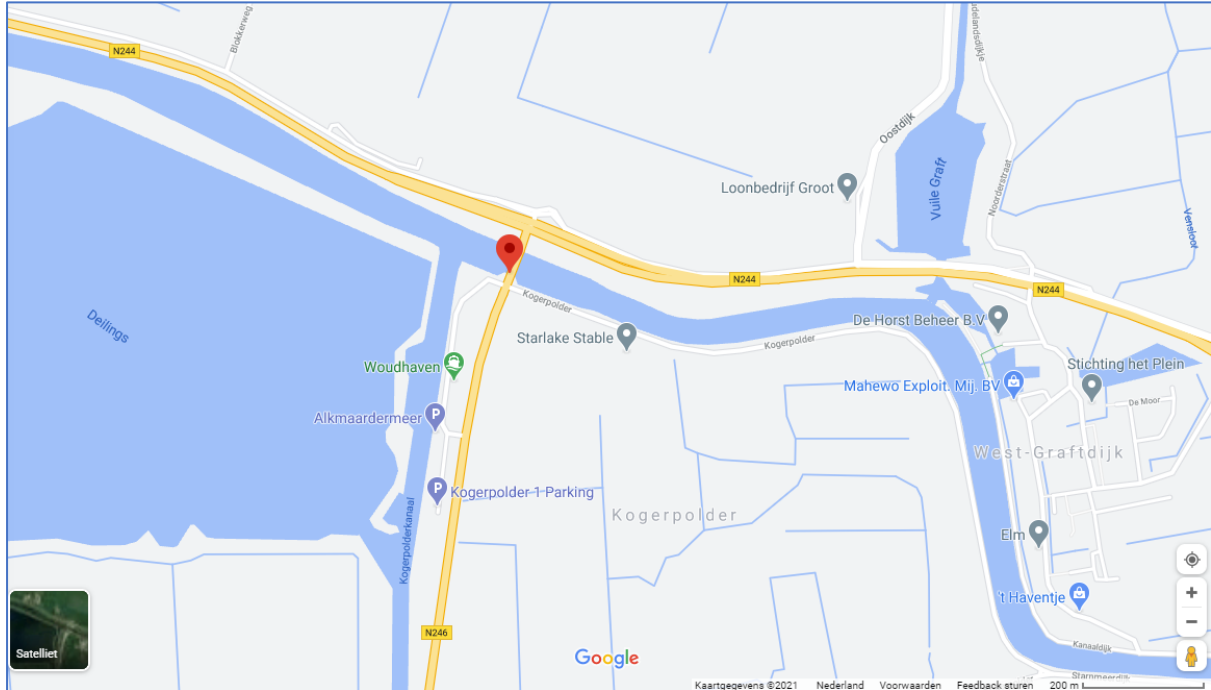 Blokkerweg
N244
Oostdijk
Noorderstraat
Vuile Graft
Vensloot
Loonbedrijf Groot
N244
N244
Deilings
Kogerpolder
Starlake Stable
Kogerpolder
De Horst Beheer B.V
Woudhaven
Stichting het Plein
Mahewo Exploit. Mij. BV
De Moor
Alkmaardermeer
P
West-Graftdijk
P
Kogerpolder 1 Parking
Kogerpolder
Kogerpolderkanaal
Elm
't Haventje
N246
Kanaaldijk
Satelliet
Google
Kaartgegevens ©2021 Nederland Voorwaarden Feedback sturen 200 m